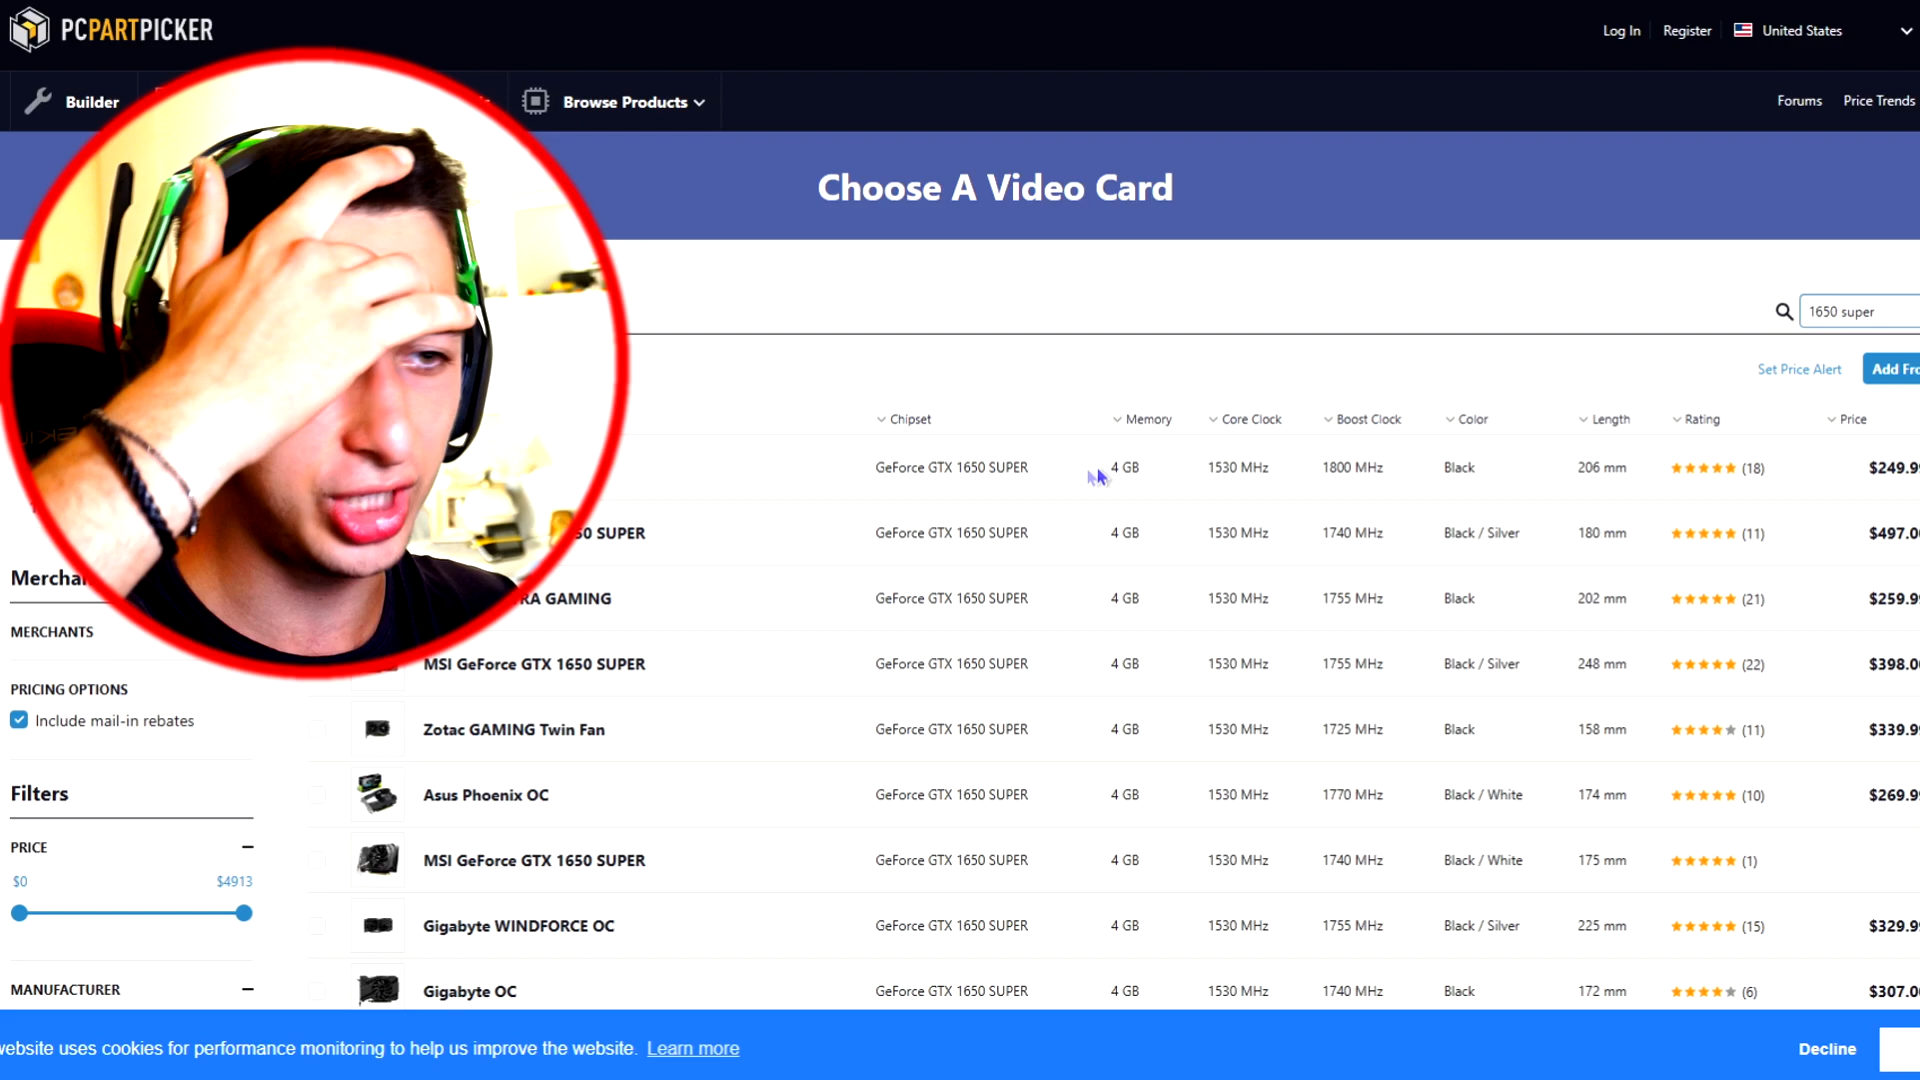 PCPARTPICKER
Log In
Register
United States
Builder
Browse Products
Forums
Price Trends
Choose A Video Card
1650 super
Set Price Alert
Add Fro
Chipset
Memory
Core Clock
Boost Clock
Color
Length
Rating
Price
GeForce GTX 1650 SUPER 4 GB 1530 MHz 1800 MHz Black 206 mm (18) $249.99
50 SUPER GeForce GTX 1650 SUPER 4 GB 1530 MHz 1740 MHz Black / Silver 180 mm (11) $497.0
RA GAMING GeForce GTX 1650 SUPER 4 GB 1530 MHz 1755 MHz Black 202 mm (21) $259.99
MSI GeForce GTX 1650 SUPER GeForce GTX 1650 SUPER 4 GB 1530 MHz 1755 MHz Black / Silver 248 mm (22) $398.0
Zotac GAMING Twin Fan GeForce GTX 1650 SUPER 4 GB 1530 MHz 1725 MHz Black 158 mm (11) $339.99
Asus Phoenix OC GeForce GTX 1650 SUPER 4 GB 1530 MHz 1770 MHz Black / White 174 mm (10) $269.99
MSI GeForce GTX 1650 SUPER GeForce GTX 1650 SUPER 4 GB 1530 MHz 1740 MHz Black / White 175 mm (1)
Gigabyte WINDFORCE OC GeForce GTX 1650 SUPER 4 GB 1530 MHz 1755 MHz Black / Silver 225 mm (15) $329.99
Gigabyte OC GeForce GTX 1650 SUPER 4 GB 1530 MHz 1740 MHz Black 172 mm (6) $307.0
Mercha
MERCHANTS
PRICING OPTIONS
Include mail-in rebates
Filters
PRICE
$0 $4913
MANUFACTURER
website uses cookies for performance monitoring to help us improve the website. Learn more
Decline